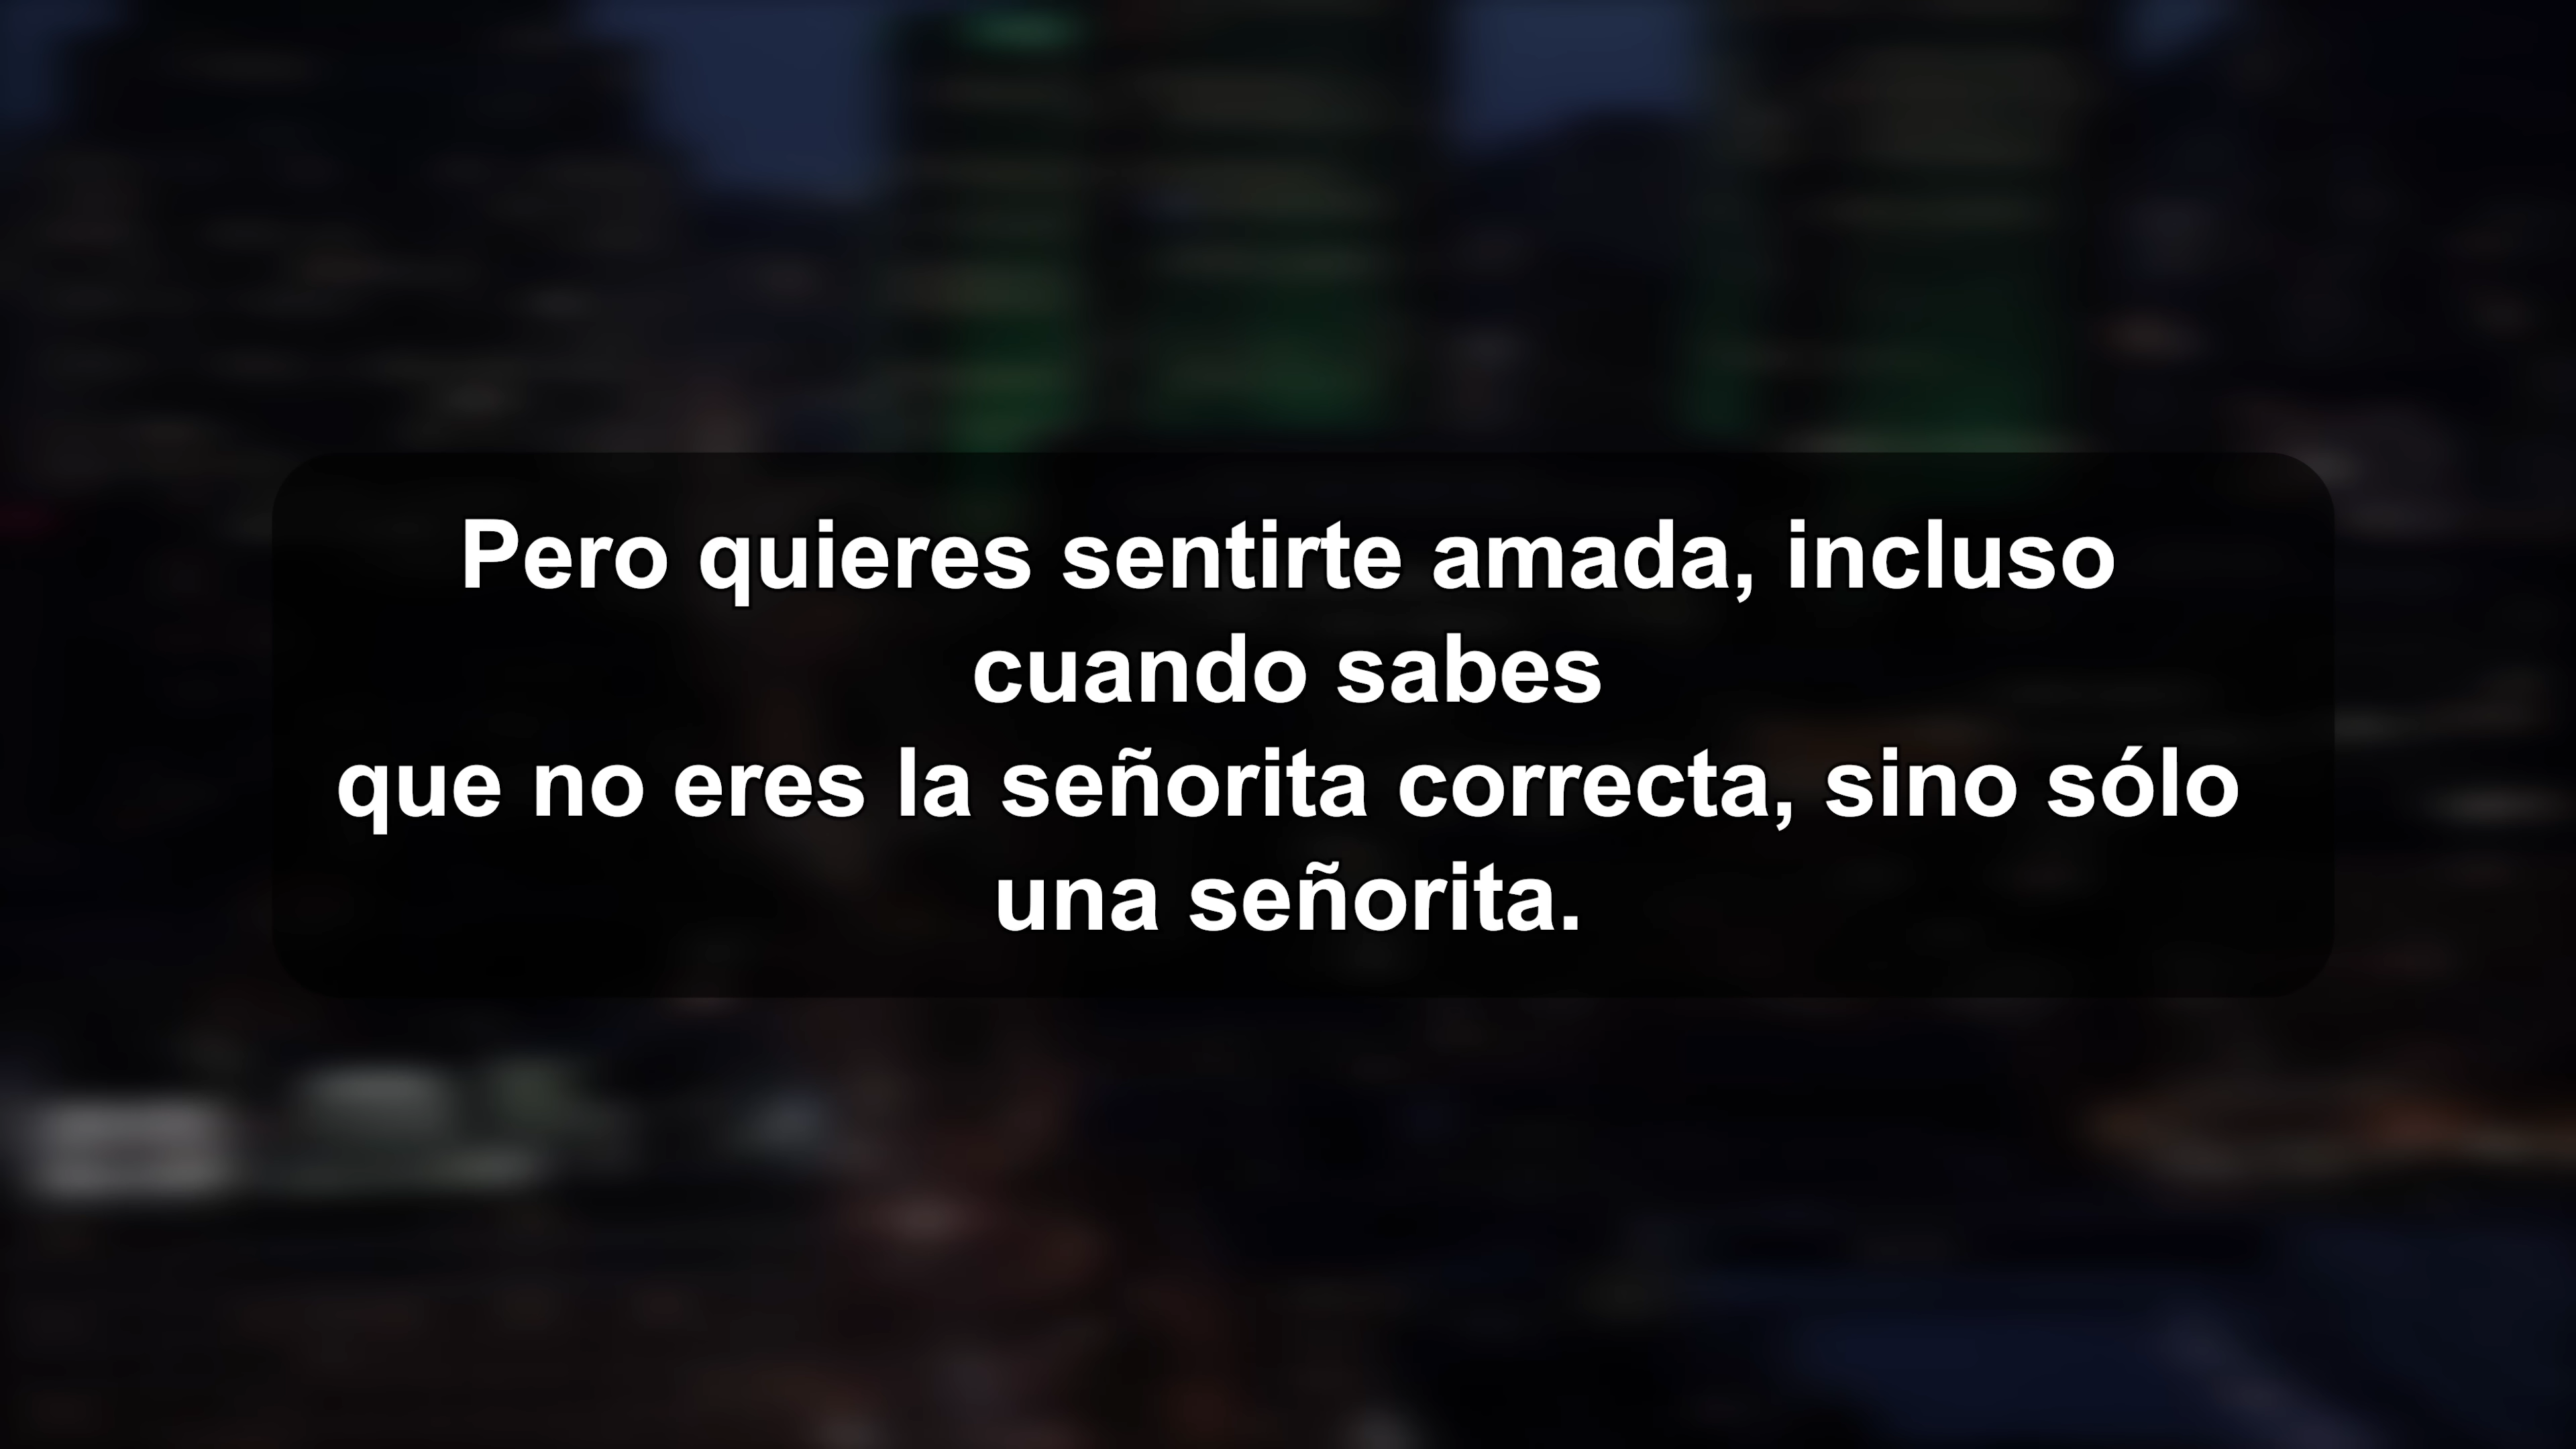 Pero quieres sentirte amada, incluso
cuando sabes
que no eres la señorita correcta, sino sólo
una señorita.